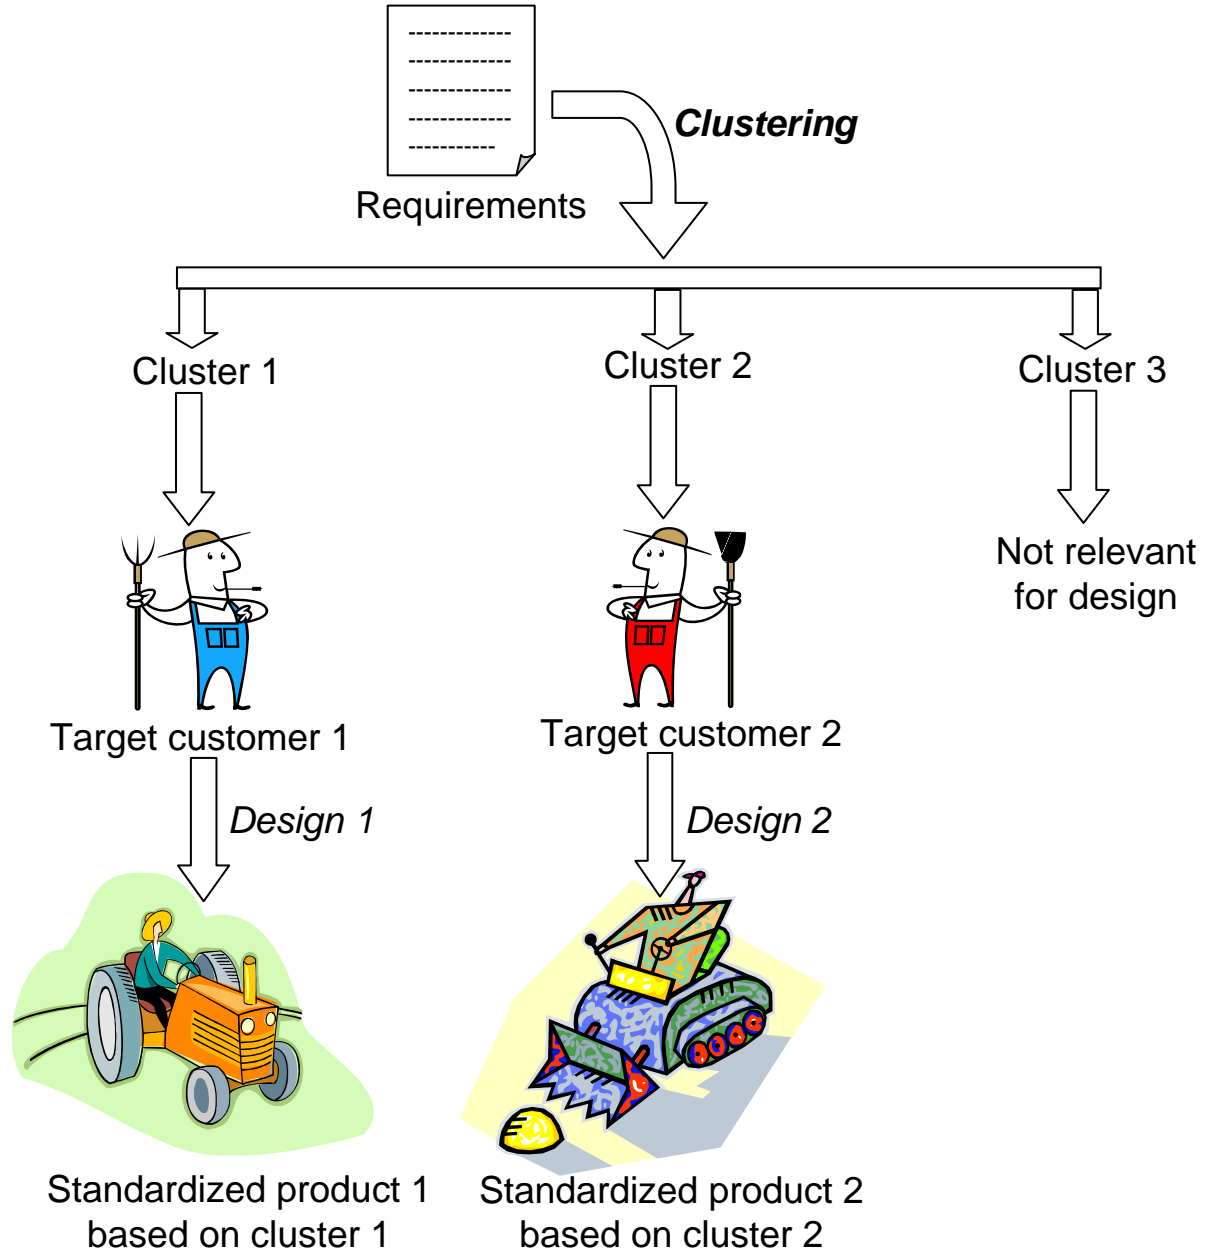 Clustering
Requirements
Cluster 1
Cluster 2
Cluster 3
Not relevant
for design
Target customer 1
Target customer 2
Design 1
Design 2
Standardized product 1
based on cluster 1
Standardized product 2
based on cluster 2